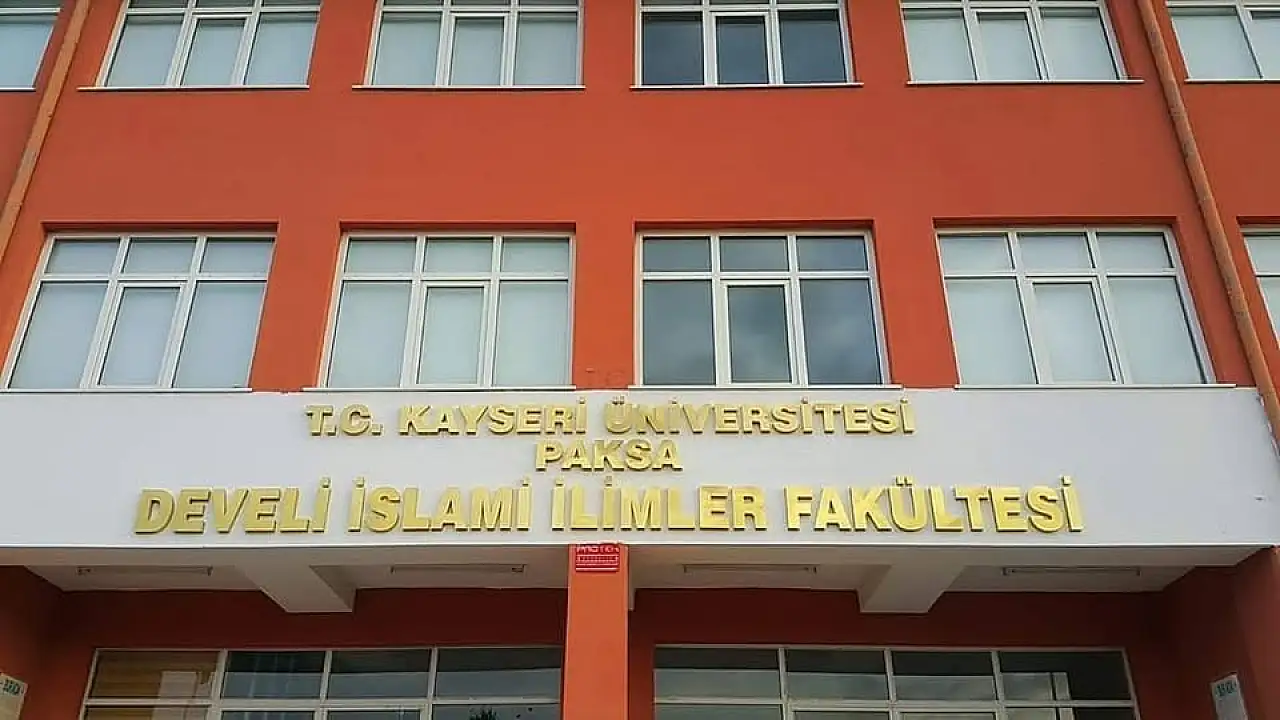 T.C. KAYSERİ ÜNİVERSİTESİ
PAKSA
DEVELİ İSLAMİ İLİMLER FAKÜLTESİ